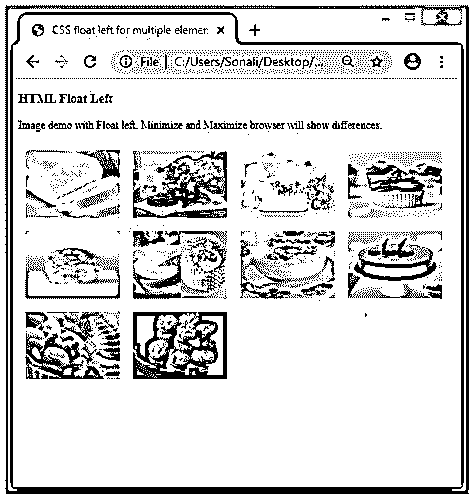 CSS float left for multiple elemen
File | C:/Users/Sonali/Desktop/...
HTML Float Left
Image demo with Float left. Minimize and Maximize browser will show differences.